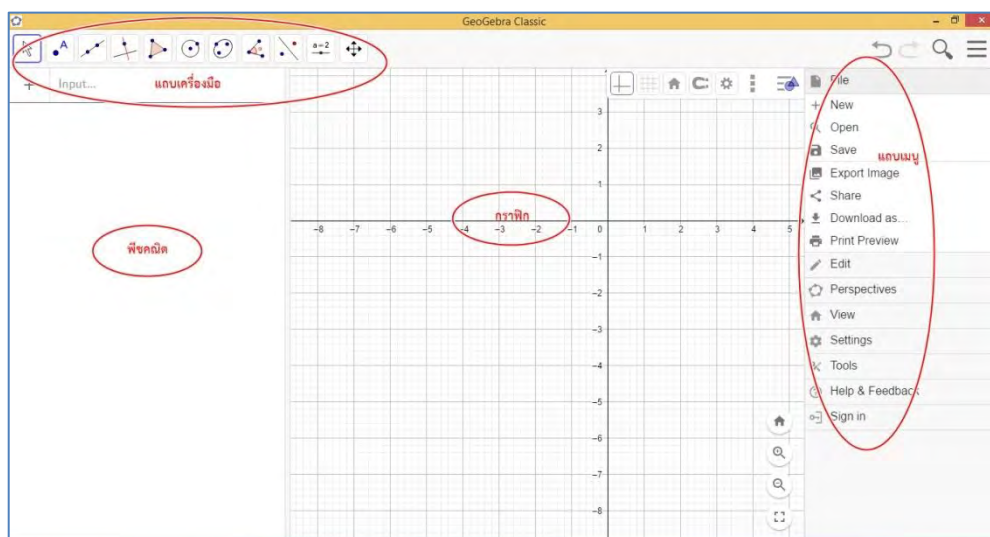 GeoGebra Classic
A
a=2
แถบเครื่องมือ
+ Input...
File
New
Open
Save
แถบเมนู
Export Image
Share
Download as...
Print Preview
Edit
Perspectives
View
Settings
Tools
Help & Feedback
Sign in
กราฟิก
พีชคณิต
3
2
1
-8 -7 -6 -5 -4 -3 -2 -1 0 1 2 3 4 5
-1
-2
-3
-4
-5
-6
-7
-8